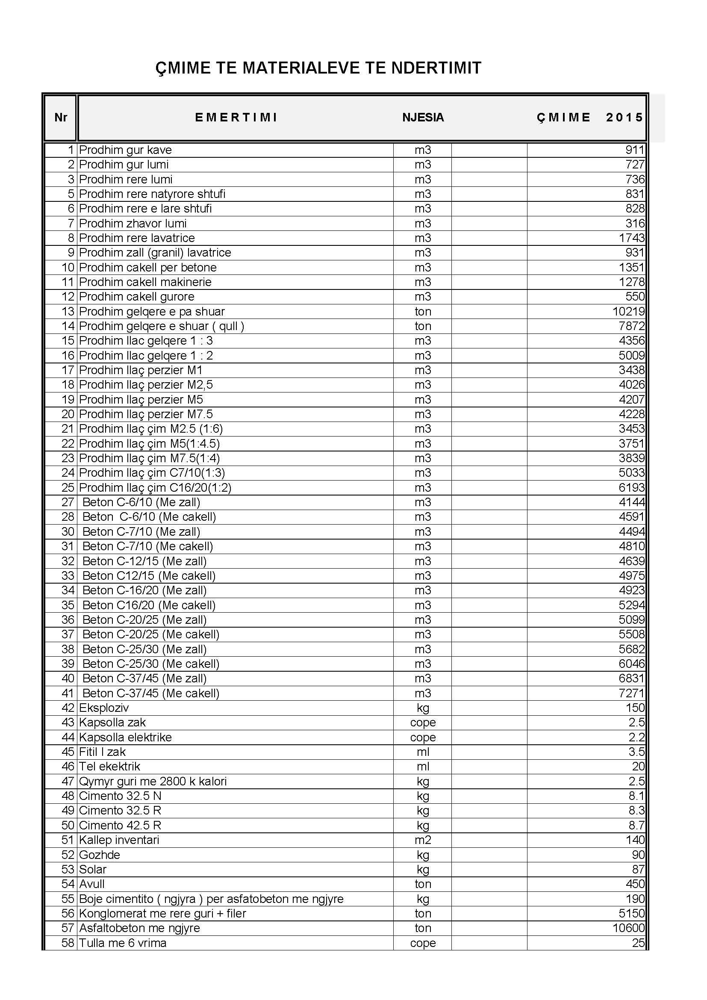 ÇMIME TE MATERIALEVE TE NDERTIMIT
Nr EMERTIMI NJESIA ÇMIME 2015
1 Prodhim gur kave m3 911
2 Prodhim gur lumi m3 727
3 Prodhim rere lumi m3 736
5 Prodhim rere natyrore shtufi m3 831
6 Prodhim rere e lare shtufi m3 828
7 Prodhim zhavor lumi m3 316
8 Prodhim rere lavatrice m3 1743
9 Prodhim zall (granil) lavatrice m3 931
10 Prodhim cakell per betone m3 1351
11 Prodhim cakell makinerie m3 1278
12 Prodhim cakell gurore m3 550
13 Prodhim gelqere e pa shuar ton 10219
14 Prodhim gelqere e shuar ( qull ) ton 7872
15 Prodhim llac gelqere 1 : 3 m3 4356
16 Prodhim llac gelqere 1 : 2 m3 5009
17 Prodhim llaç perzier M1 m3 3438
18 Prodhim llaç perzier M2,5 m3 4026
19 Prodhim llaç perzier M5 m3 4207
20 Prodhim llaç perzier M7.5 m3 4228
21 Prodhim llaç çim M2.5 (1:6) m3 3453
22 Prodhim llaç çim M5(1:4.5) m3 3751
23 Prodhim llaç çim M7.5(1:4) m3 3839
24 Prodhim llaç çim C7/10(1:3) m3 5033
25 Prodhim llaç çim C16/20(1:2) m3 6193
27 Beton C-6/10 (Me zall) m3 4144
28 Beton C-6/10 (Me cakell) m3 4591
30 Beton C-7/10 (Me zall) m3 4494
31 Beton C-7/10 (Me cakell) m3 4810
32 Beton C-12/15 (Me zall) m3 4639
33 Beton C12/15 (Me cakell) m3 4975
34 Beton C-16/20 (Me zall) m3 4923
35 Beton C16/20 (Me cakell) m3 5294
36 Beton C-20/25 (Me zall) m3 5099
37 Beton C-20/25 (Me cakell) m3 5508
38 Beton C-25/30 (Me zall) m3 5682
39 Beton C-25/30 (Me cakell) m3 6046
40 Beton C-37/45 (Me zall) m3 6831
41 Beton C-37/45 (Me cakell) m3 7271
42 Eksploziv kg 150
43 Kapsolla zak cope 2.5
44 Kapsolla elektrike cope 2.2
45 Fitil I zak ml 3.5
46 Tel ekektrik ml 20
47 Qymyr guri me 2800 k kalori kg 2.5
48 Cimento 32.5 N kg 8.1
49 Cimento 32.5 R kg 8.3
50 Cimento 42.5 R kg 8.7
51 Kallep inventari m2 140
52 Gozhde kg 90
53 Solar kg 87
54 Avull ton 450
55 Boje cimentito ( ngjyra ) per asfatobeton me ngjyre kg 190
56 Konglomerat me rere guri + filer ton 5150
57 Asfaltobeton me ngjyre ton 10600
58 Tulla me 6 vrima cope 25